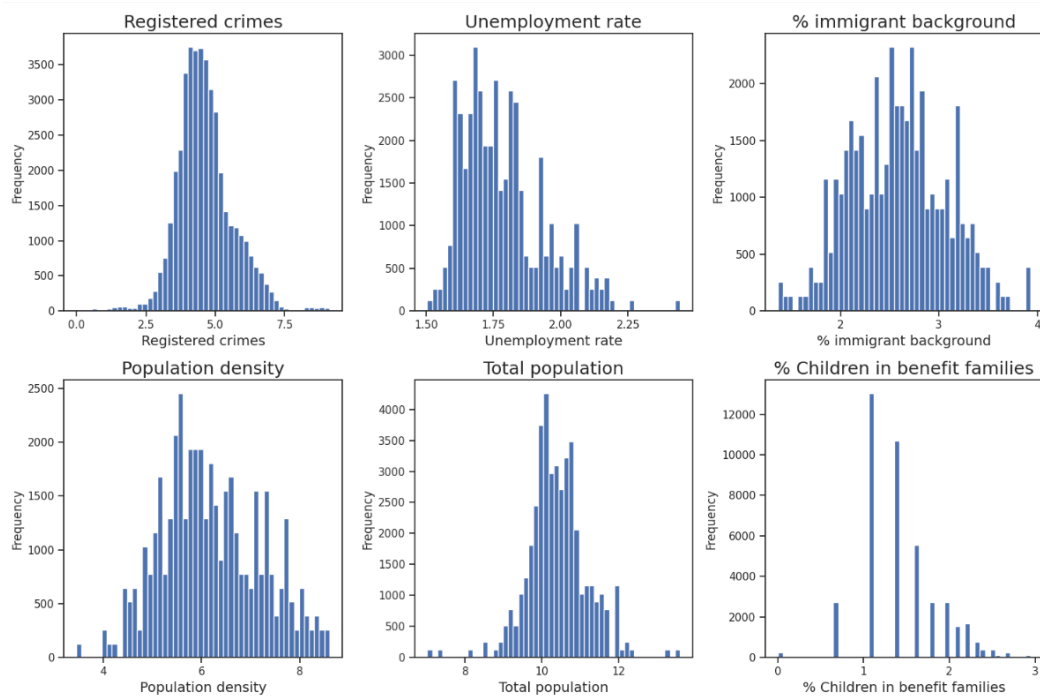 Registered crimes
Frequency
3500
3000
2500
2000
1500
1000
500
0
0.0 2.5 5.0 7.5
Registered crimes
Unemployment rate
Frequency
3000
2500
2000
1500
1000
500
0
1.50 1.75 2.00 2.25
Unemployment rate
% immigrant background
Frequency
2000
1500
1000
500
0
2 3 4
% immigrant background
Population density
Frequency
2500
2000
1500
1000
500
0
4 6 8
Population density
Total population
Frequency
4000
3500
3000
2500
2000
1500
1000
500
0
8 10 12
Total population
% Children in benefit families
Frequency
12000
10000
8000
6000
4000
2000
0
0 1 2 3
% Children in benefit families